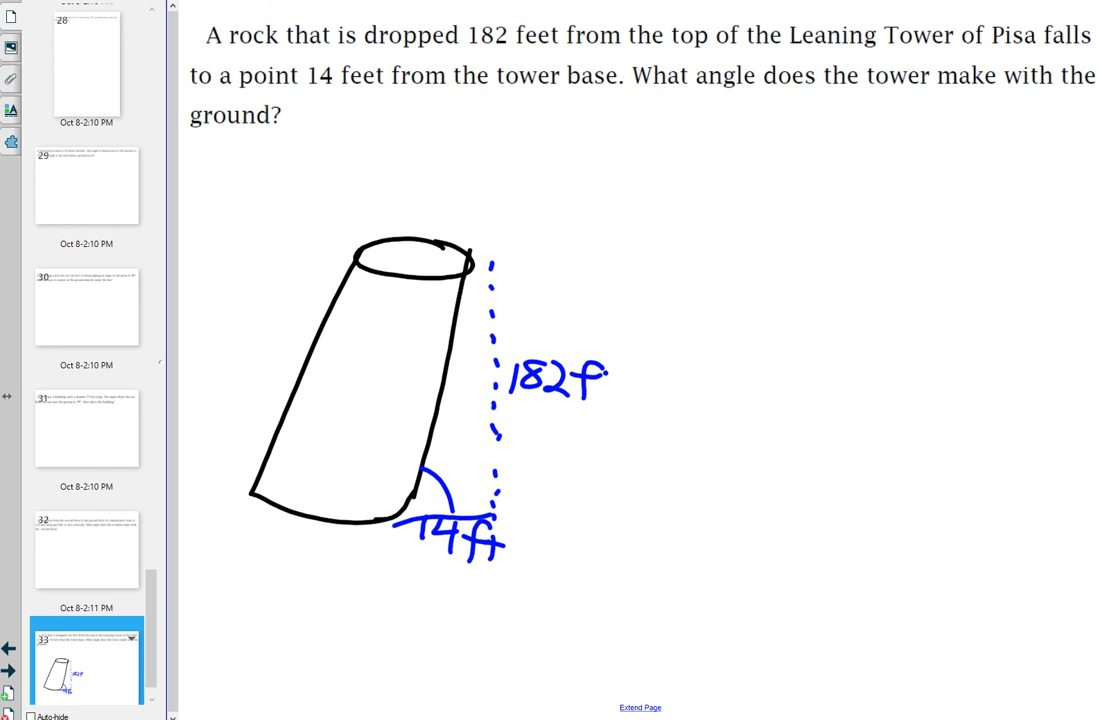 28
Oct 8-2:10 PM
29
Oct 8-2:10 PM
30
Oct 8-2:10 PM
31
Oct 8-2:10 PM
32
Oct 8-2:11 PM
33
Auto-hide
A rock that is dropped 182 feet from the top of the Leaning Tower of Pisa falls
to a point 14 feet from the tower base. What angle does the tower make with the
ground?
182f
14ft
Extend Page